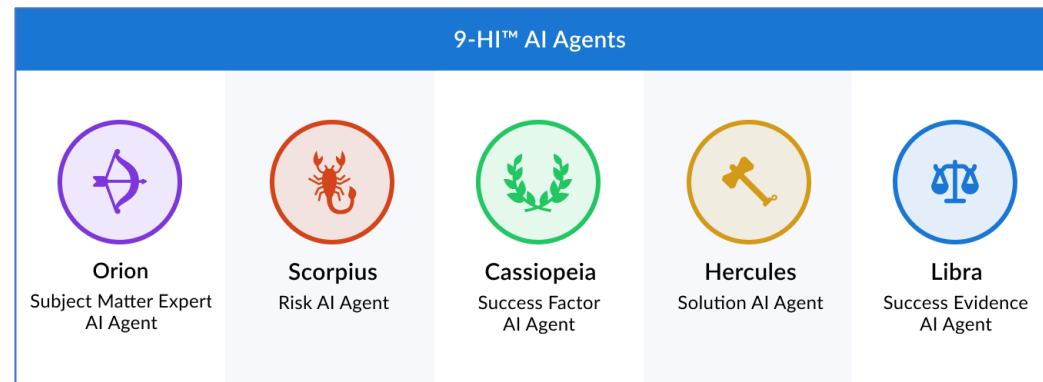 9-HI™ AI Agents
Orion
Subject Matter Expert
AI Agent
Scorpius
Risk AI Agent
Cassiopeia
Success Factor
AI Agent
Hercules
Solution AI Agent
Libra
Success Evidence
AI Agent